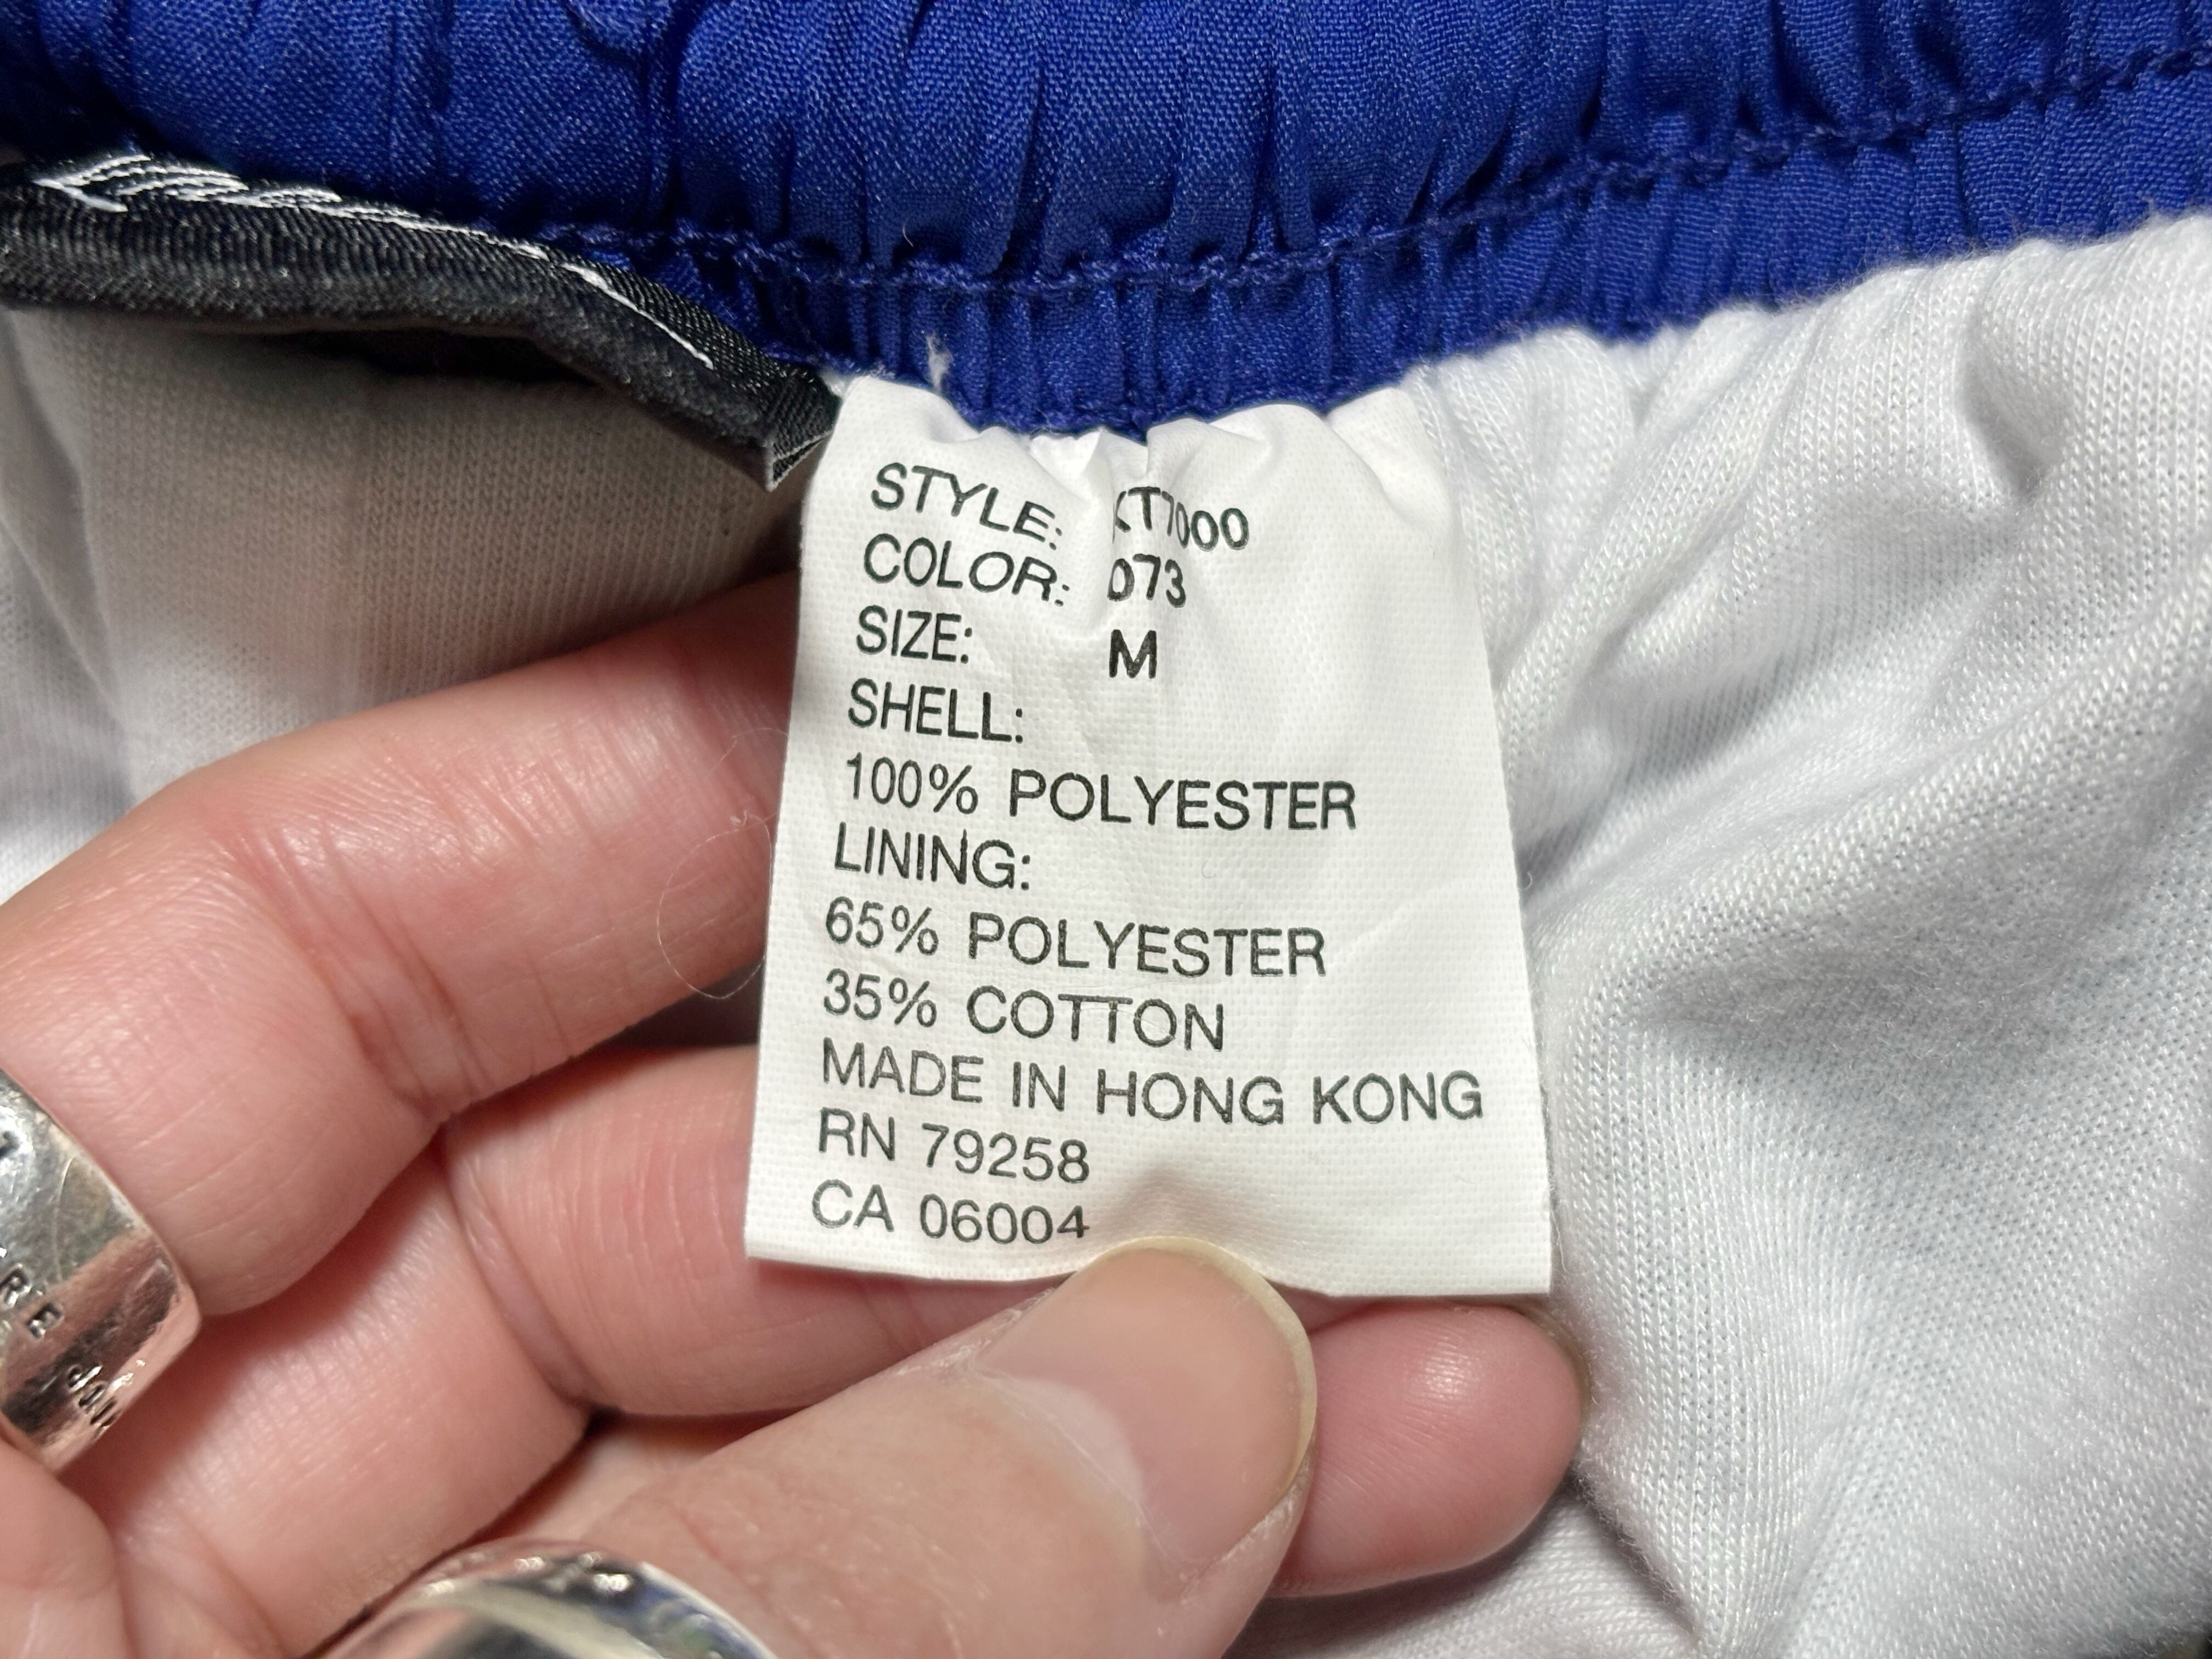 STYLE:
COLOR: 073
SIZE: M
SHELL:
100% POLYESTER
LINING:
65% POLYESTER
35% COTTON
MADE IN HONG KONG
RN 79258
CA 06004